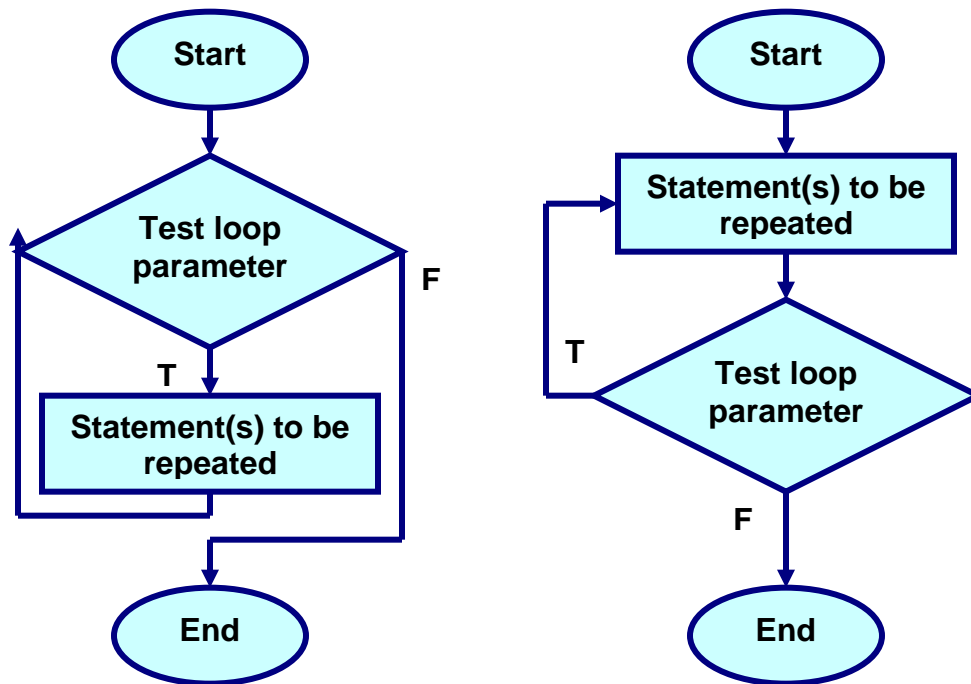 Start
Test loop
parameter
F
T
Statement(s) to be
repeated
End
Start
Statement(s) to be
repeated
T
Test loop
parameter
F
End